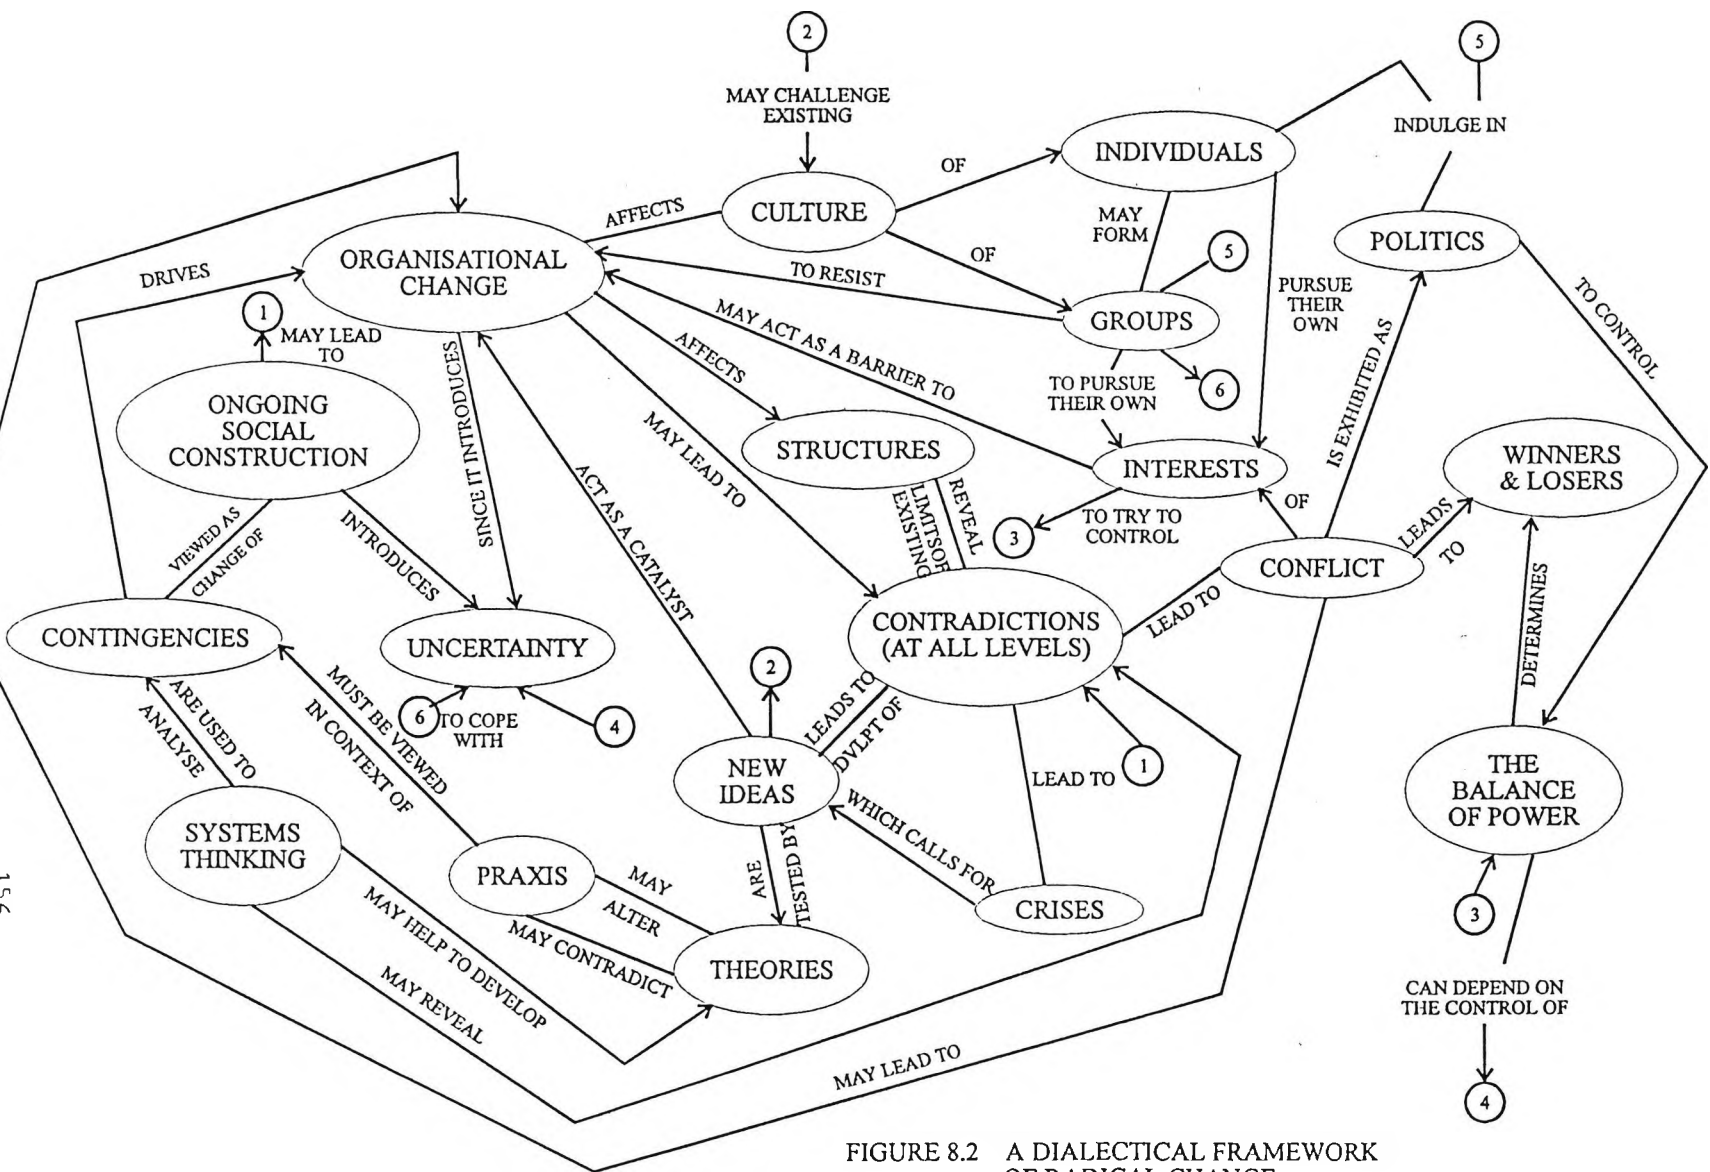 2
5
MAY CHALLENGE
EXISTING
INDULGE IN
OF
INDIVIDUALS
AFFECTS
CULTURE
MAY
FORM
POLITICS
DRIVES
ORGANISATIONAL
CHANGE
TO RESIST
OF
5
PURSUE
THEIR
OWN
TO CONTROL
1
MAY LEAD
TO
MAY ACT AS A BARRIER TO
GROUPS
AFFECTS
SINCE IT INTRODUCES
TO PURSUE
THEIR OWN
6
IS EXHIBITED AS
ONGOING
SOCIAL
CONSTRUCTION
MAY LEAD TO
STRUCTURES
INTERESTS
WINNERS
& LOSERS
ACT AS A CATALYST
LIMITSOF
EXISTING
REVEAL
3
TO TRY TO
CONTROL
OF
LEADS
TO
VIEWED AS
CHANGE OF
INTRODUCES
CONFLICT
CONTINGENCIES
UNCERTAINTY
CONTRADICTIONS
(AT ALL LEVELS)
LEAD TO
DETERMINES
2
6
TO COPE
WITH
4
MUST BE VIEWED
IN CONTEXT OF
ARE USED TO
ANALYSE
LEADS TO
DVLPT OF
NEW
IDEAS
LEAD TO
1
THE
BALANCE
OF POWER
WHICH CALLS FOR
SYSTEMS
THINKING
PRAXIS
MAY
ALTER
ARE
TESTED BY
CRISES
3
MAY HELP TO DEVELOP
MAY CONTRADICT
THEORIES
MAY REVEAL
CAN DEPEND ON
THE CONTROL OF
MAY LEAD TO
4
FIGURE 8.2 A DIALECTICAL FRAMEWORK
OF RADICAL CHANGE